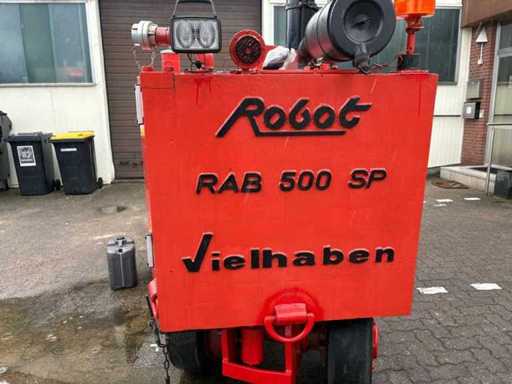 Robot
RAB 500 SP
Vielhaben